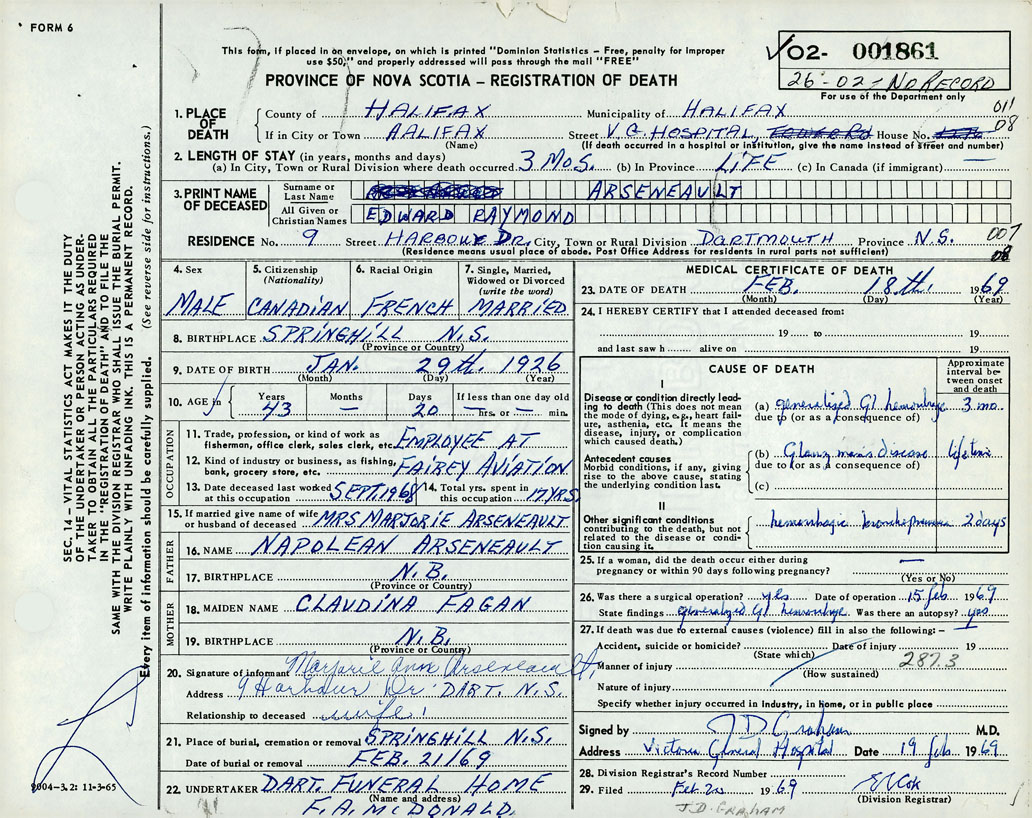 FORM 6
This form, if placed in an envelope, on which is printed "Dominion Statistics – Free, penalty for improper
use $50," and properly addressed will pass through the mail "FREE"
PROVINCE OF NOVA SCOTIA – REGISTRATION OF DEATH
02- 001861
26-02- NO RECORD
For use of the Department only
SEC. 14 – VITAL STATISTICS ACT MAKES IT THE DUTY
OF THE UNDERTAKER OR PERSON ACTING AS UNDER-
TAKER TO OBTAIN ALL THE PARTICULARS REQUIRED
IN THE "REGISTRATION OF DEATH" AND TO FILE THE
SAME WITH THE DIVISION REGISTRAR WHO SHALL ISSUE THE BURIAL PERMIT.
WRITE PLAINLY WITH UNFADING INK. THIS IS A PERMANENT RECORD.
Every item of information should be carefully supplied. (See reverse side for instructions.)
1. PLACE OF DEATH
County of HALIFAX Municipality of HALIFAX 011
If in City or Town HALIFAX Street V.G. HOSPITAL, House No. 08
(Name) (If death occurred in a hospital or institution, give the name instead of street and number)
2. LENGTH OF STAY (in years, months and days)
(a) In City, Town or Rural Division where death occurred 3 MOS. (b) In Province LIFE (c) In Canada (if immigrant) —
3. PRINT NAME OF DECEASED
Surname or Last Name ARSENEAULT
All Given or Christian Names EDWARD RAYMOND
RESIDENCE No. 9 Street HARBOUR DR. City, Town or Rural Division DARTMOUTH Province N.S. 007
(Residence means usual place of abode. Post Office Address for residents in rural parts not sufficient) 08
4. Sex MALE
5. Citizenship (Nationality) CANADIAN
6. Racial Origin FRENCH
7. Single, Married, Widowed or Divorced (write the word) MARRIED
8. BIRTHPLACE SPRINGHILL N.S.
(Province or Country)
9. DATE OF BIRTH JAN. 29th. 1926
(Month) (Day) (Year)
10. AGE in Years 43 Months – Days 20 If less than one day old – hrs. or – min.
OCCUPATION
11. Trade, profession, or kind of work as fisherman, office clerk, sales clerk, etc. EMPLOYEE AT
12. Kind of industry or business, as fishing, bank, grocery store, etc. FAIREY AVIATION
13. Date deceased last worked at this occupation SEPT. 1968 14. Total yrs. spent in this occupation 17 YRS
15. If married give name of wife or husband of deceased MRS MARJORIE ARSENEAULT
FATHER
16. NAME NAPOLEAN ARSENEAULT
17. BIRTHPLACE N.B.
(Province or Country)
MOTHER
18. MAIDEN NAME CLAUDINA FAGAN
19. BIRTHPLACE N.B.
(Province or Country)
20. Signature of informant Marjorie Ann Arseneault,
Address 9 Harbour Dr. DART. N.S.
Relationship to deceased wife
21. Place of burial, cremation or removal SPRINGHILL N.S.
Date of burial or removal FEB. 21/69
22. UNDERTAKER DART. FUNERAL HOME
(Name and address)
F.A. McDONALD.
2004-3.2: 11-3-65
MEDICAL CERTIFICATE OF DEATH
23. DATE OF DEATH FEB. 18th. 1969
(Month) (Day) (Year)
24. I HEREBY CERTIFY that I attended deceased from:
19 to 19
and last saw h alive on 19
CAUSE OF DEATH
Approximate interval between onset and death
I
Disease or condition directly leading to death (This does not mean the mode of dying, e.g., heart failure, asthenia, etc. It means the disease, injury, or complication which caused death.)
(a) generalized GI hemorrhage 3 mo.
due to (or as a consequence of)
Antecedent causes
Morbid conditions, if any, giving rise to the above cause, stating the underlying condition last.
(b) Glanzmanns disease lifetime
due to (or as a consequence of)
(c)
II
Other significant conditions
contributing to the death, but not related to the disease or condition causing it.
hemorrhagic bronchopneumonia 2 days
25. If a woman, did the death occur either during pregnancy or within 90 days following pregnancy? —
(Yes or No)
26. Was there a surgical operation? yes Date of operation 15 feb 1969
State findings generalized GI hemorrhage Was there an autopsy? yes
27. If death was due to external causes (violence) fill in also the following: –
Accident, suicide or homicide? Date of injury 19
(State which)
Manner of injury 287.3
(How sustained)
Nature of injury
Specify whether injury occurred in Industry, in Home, or in public place
Signed by J D Graham M.D.
Address Victoria General Hospital Date 19 feb 1969
28. Division Registrar's Record Number
29. Filed Feb 20 1969
(Division Registrar)
J.D. GRAHAM